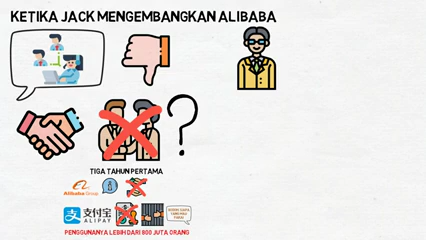 KETIKA JACK MENGEMBANGKAN ALIBABA
?
TIGA TAHUN PERTAMA
Alibaba Group
支付宝
ALIPAY
PENGGUNANYA LEBIH DARI 800 JUTA ORANG